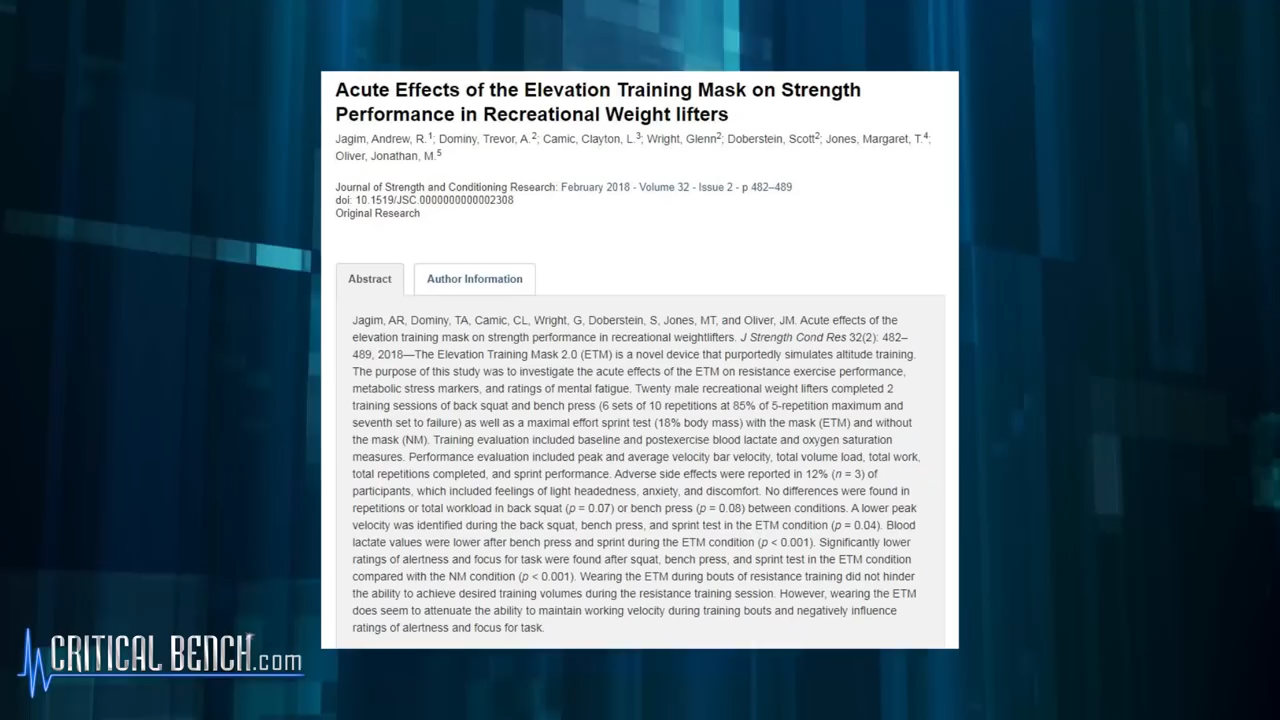 Acute Effects of the Elevation Training Mask on Strength
Performance in Recreational Weight lifters
Jagim, Andrew, R.1; Dominy, Trevor, A.2; Camic, Clayton, L.3; Wright, Glenn2; Doberstein, Scott2; Jones, Margaret, T.4;
Oliver, Jonathan, M.5
Journal of Strength and Conditioning Research: February 2018 - Volume 32 - Issue 2 - p 482–489
doi: 10.1519/JSC.0000000000002308
Original Research
Abstract
Author Information
Jagim, AR, Dominy, TA, Camic, CL, Wright, G, Doberstein, S, Jones, MT, and Oliver, JM. Acute effects of the
elevation training mask on strength performance in recreational weightlifters. J Strength Cond Res 32(2): 482–
489, 2018—The Elevation Training Mask 2.0 (ETM) is a novel device that purportedly simulates altitude training.
The purpose of this study was to investigate the acute effects of the ETM on resistance exercise performance,
metabolic stress markers, and ratings of mental fatigue. Twenty male recreational weight lifters completed 2
training sessions of back squat and bench press (6 sets of 10 repetitions at 85% of 5-repetition maximum and
seventh set to failure) as well as a maximal effort sprint test (18% body mass) with the mask (ETM) and without
the mask (NM). Training evaluation included baseline and postexercise blood lactate and oxygen saturation
measures. Performance evaluation included peak and average velocity bar velocity, total volume load, total work,
total repetitions completed, and sprint performance. Adverse side effects were reported in 12% (n = 3) of
participants, which included feelings of light headedness, anxiety, and discomfort. No differences were found in
repetitions or total workload in back squat (p = 0.07) or bench press (p = 0.08) between conditions. A lower peak
velocity was identified during the back squat, bench press, and sprint test in the ETM condition (p = 0.04). Blood
lactate values were lower after bench press and sprint during the ETM condition (p < 0.001). Significantly lower
ratings of alertness and focus for task were found after squat, bench press, and sprint test in the ETM condition
compared with the NM condition (p < 0.001). Wearing the ETM during bouts of resistance training did not hinder
the ability to achieve desired training volumes during the resistance training session. However, wearing the ETM
does seem to attenuate the ability to maintain working velocity during training bouts and negatively influence
ratings of alertness and focus for task.
CRITICAL BENCH.com